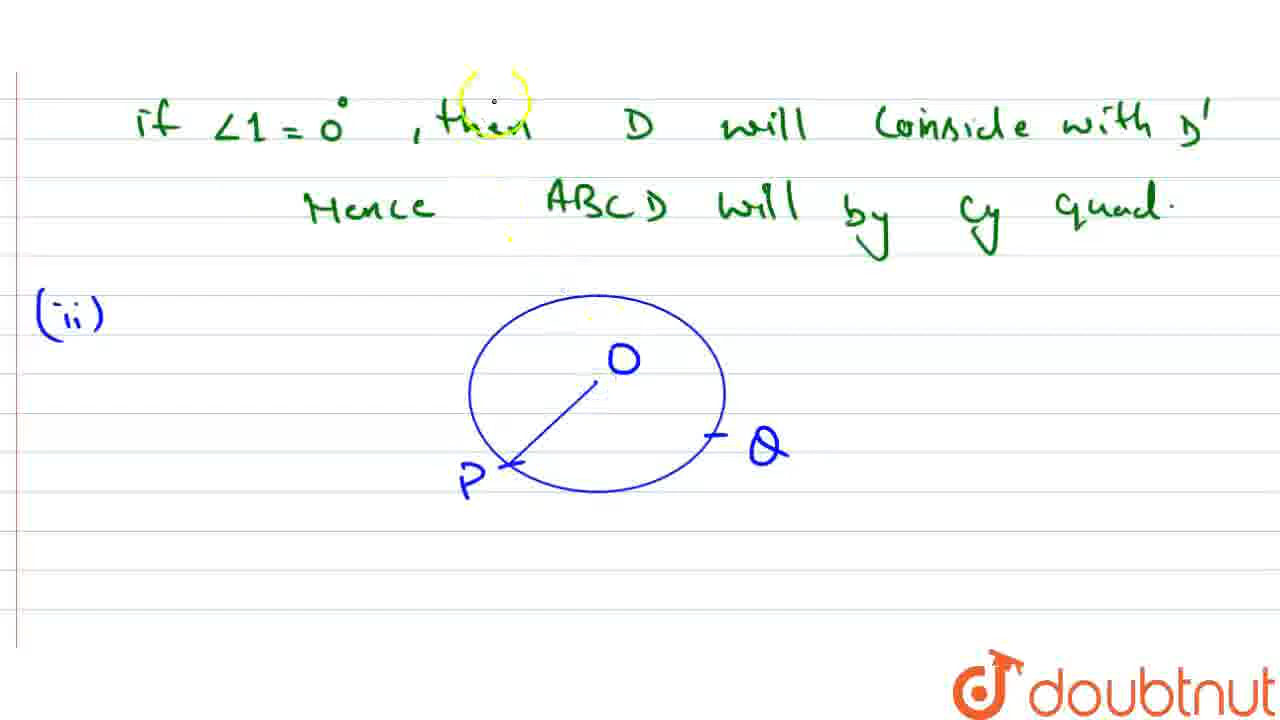 if ∠1 = 0°, then D will Coinside with D'
Hence ABCD will by Cy quad.
(ii)
O
Q
P
doubtnut